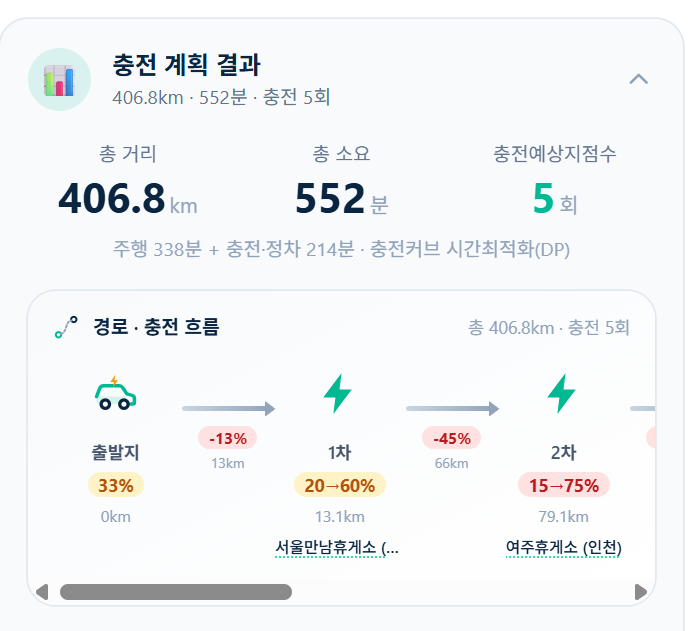 충전 계획 결과
406.8km · 552분 · 충전 5회
총 거리
총 소요
충전예상지점수
406.8 km
552 분
5 회
주행 338분 + 충전·정차 214분 · 충전커브 시간최적화(DP)
경로 · 충전 흐름
총 406.8km · 충전 5회
출발지
33%
0km
-13%
13km
1차
20→60%
13.1km
서울만남휴게소 (...
-45%
66km
2차
15→75%
79.1km
여주휴게소 (인천)